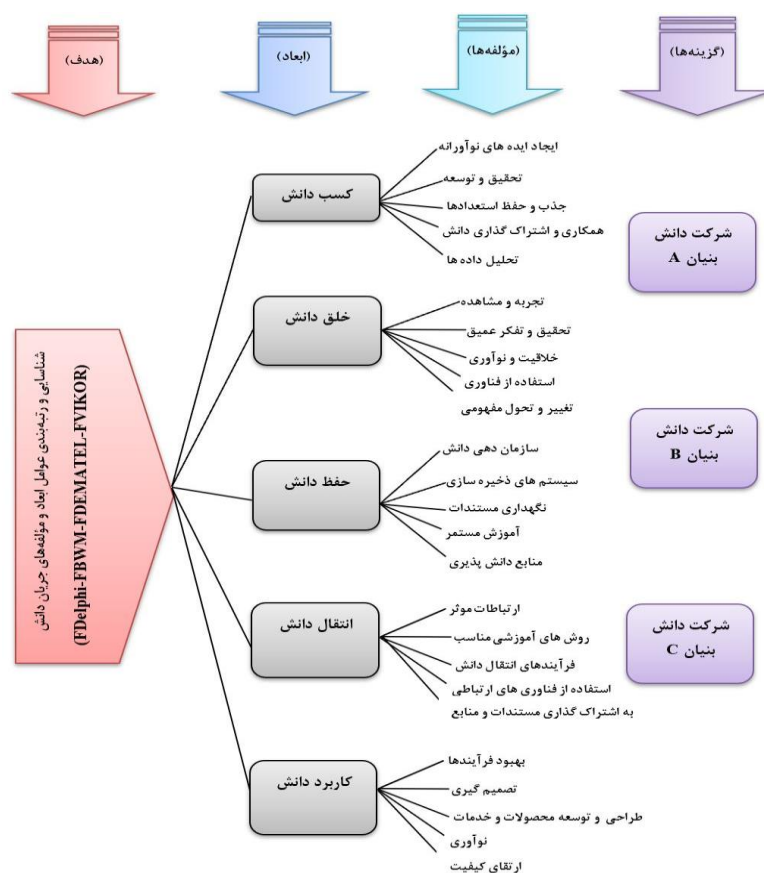 (هدف)
(ابعاد)
(مؤلفه‌ها)
(گزینه‌ها)
شناسایی و رتبه‌بندی عوامل ابعاد و مؤلفه‌های جریان دانش
(FDelphi-FBWM-FDEMATEL-FVIKOR)
کسب دانش
ایجاد ایده های نوآورانه
تحقیق و توسعه
جذب و حفظ استعدادها
همکاری و اشتراک گذاری دانش
تحلیل داده ها
خلق دانش
تجربه و مشاهده
تحقیق و تفکر عمیق
خلاقیت و نوآوری
استفاده از فناوری
تغییر و تحول مفهومی
حفظ دانش
سازمان دهی دانش
سیستم های ذخیره سازی
نگهداری مستندات
آموزش مستمر
منابع دانش پذیری
انتقال دانش
ارتباطات موثر
روش های آموزشی مناسب
فرآیندهای انتقال دانش
استفاده از فناوری های ارتباطی
به اشتراک گذاری مستندات و منابع
کاربرد دانش
بهبود فرآیندها
تصمیم گیری
طراحی و توسعه محصولات و خدمات
نوآوری
ارتقای کیفیت
شرکت دانش
بنیان A
شرکت دانش
بنیان B
شرکت دانش
بنیان C